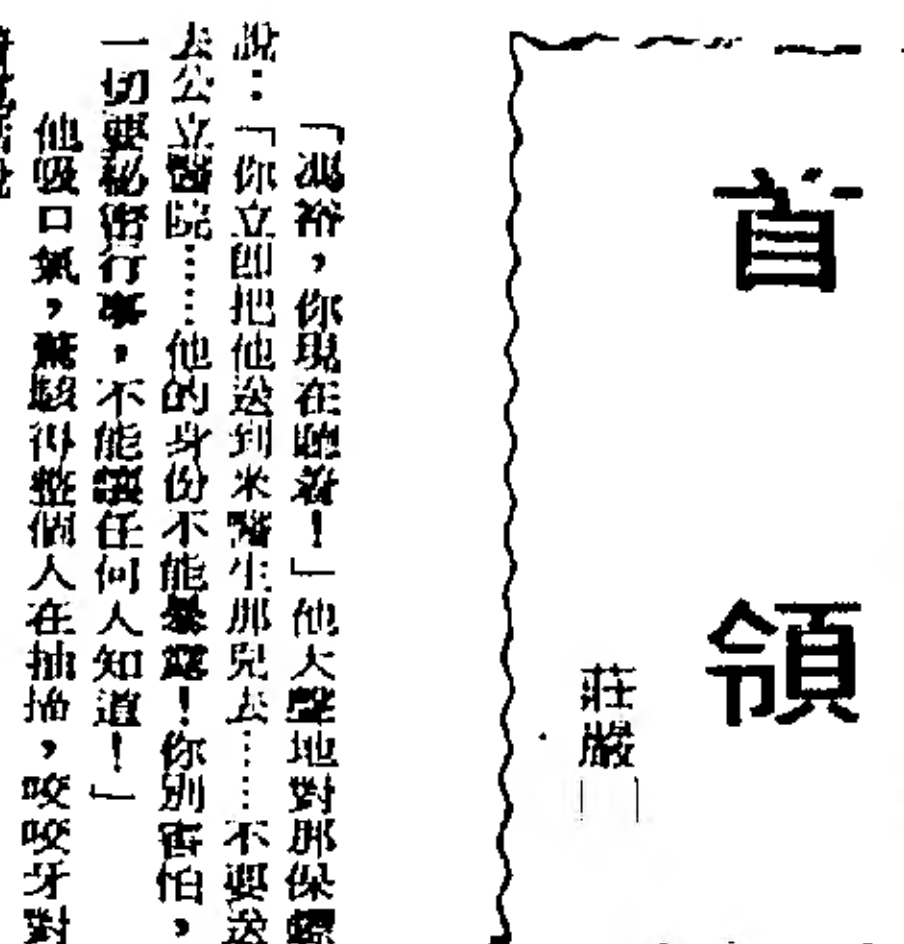 首領
莊嚴
「馮裕,你現在聽着!」他大聲地對那保鑣
說:「你立即把他送到米醫生那兒去……不要送
去公立醫院……他的身份不能暴露!你別害怕,
一切要秘密行事,不能讓任何人知道!」
他吸口氣,驚駭得整個人在抽搐,咬咬牙對